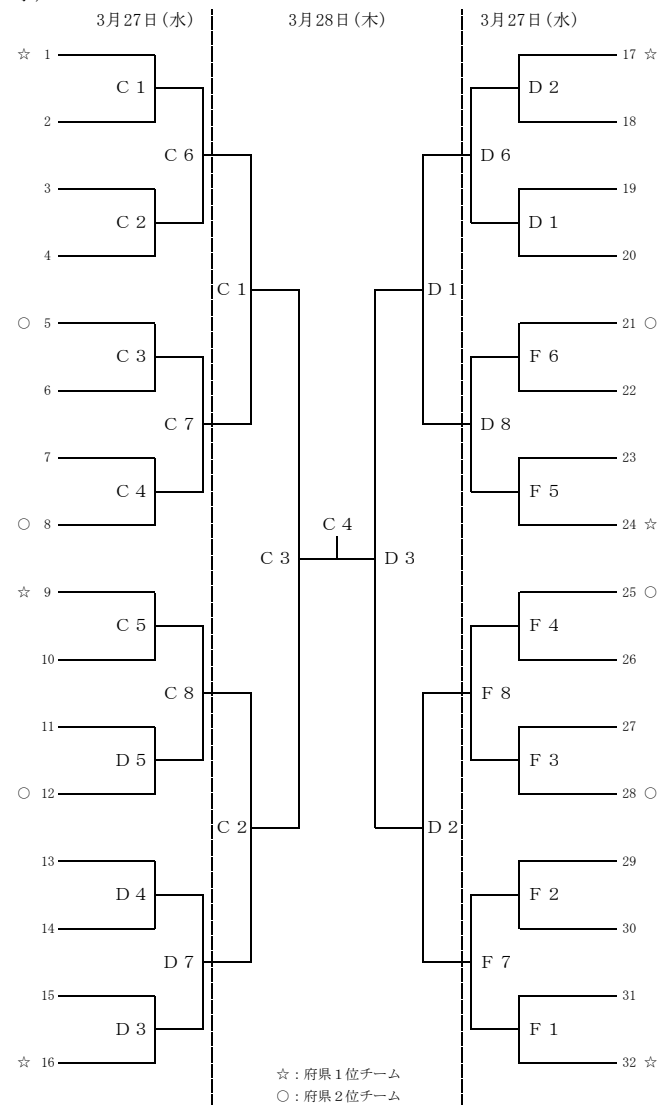 3月27日(水) 3月28日(木) 3月27日(水)
☆ 1 17 ☆
C 1 D 2
2 18
C 6 D 6
3 19
C 2 D 1
4 20
C 1 D 1
○ 5 21 ○
C 3 F 6
6 22
C 7 D 8
7 23
C 4 F 5
○ 8 24 ☆
C 4
C 3 D 3
☆ 9 25 ○
C 5 F 4
10 26
C 8 F 8
11 27
D 5 F 3
○ 12 28 ○
C 2 D 2
13 29
D 4 F 2
14 30
D 7 F 7
15 31
D 3 F 1
☆ 16 32 ☆
☆：府県1位チーム
○：府県2位チーム